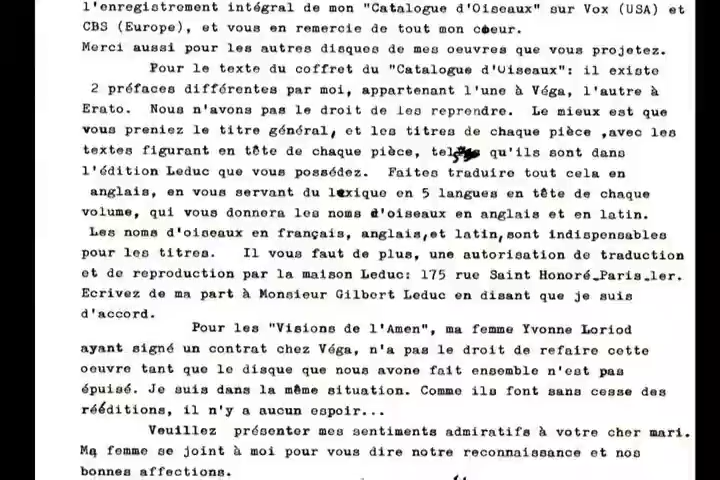 l'enregistrement intégral de mon "Catalogue d'Oiseaux" sur Vox (USA) et
CBS (Europe), et vous en remercie de tout mon coeur.
Merci aussi pour les autres disques de mes oeuvres que vous projetez.
Pour le texte du coffret du "Catalogue d'Oiseaux": il existe
2 préfaces différentes par moi, appartenant l'une à Véga, l'autre à
Erato. Nous n'avons pas le droit de les reprendre. Le mieux est que
vous preniez le titre général, et les titres de chaque pièce ,avec les
textes figurant en tête de chaque pièce, tels qu'ils sont dans
l'édition Leduc que vous possédez. Faites traduire tout cela en
anglais, en vous servant du lexique en 5 langues en tête de chaque
volume, qui vous donnera les noms d'oiseaux en anglais et en latin.
Les noms d'oiseaux en français, anglais,et latin,sont indispensables
pour les titres. Il vous faut de plus, une autorisation de traduction
et de reproduction par la maison Leduc: 175 rue Saint Honoré_Paris_1er.
Ecrivez de ma part à Monsieur Gilbert Leduc en disant que je suis
d'accord.
Pour les "Visions de l'Amen", ma femme Yvonne Loriod
ayant signé un contrat chez Véga, n'a pas le droit de refaire cette
oeuvre tant que le disque que nous avons fait ensemble n'est pas
épuisé. Je suis dans la même situation. Comme ils font sans cesse des
rééditions, il n'y a aucun espoir...
Veuillez présenter mes sentiments admiratifs à votre cher mari.
Ma femme se joint à moi pour vous dire notre reconnaissance et nos
bonnes affections.